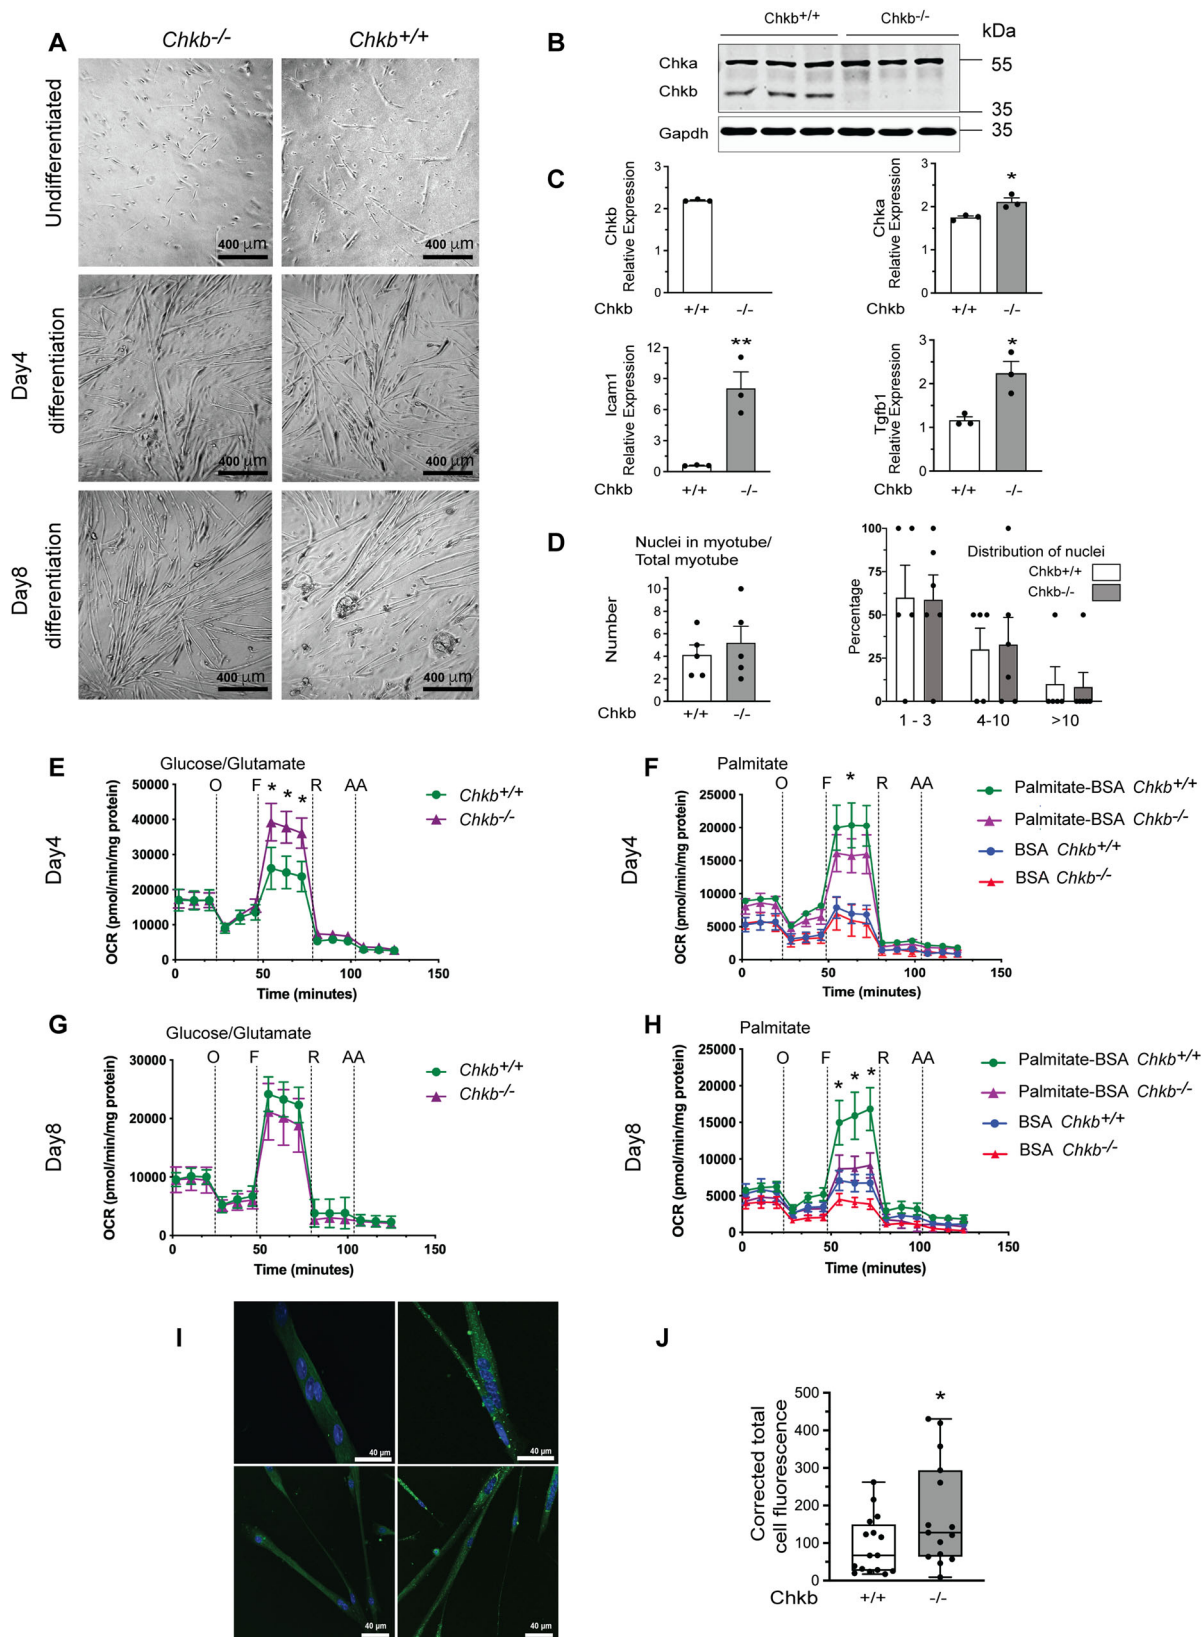 A
Chkb-/-
Chkb+/+
Undifferentiated
400 µm
400 µm
Day4
differentiation
400 µm
400 µm
Day8
differentiation
400 µm
400 µm
B
Chkb+/+
Chkb-/-
kDa
Chka
55
Chkb
35
Gapdh
35
C
Chkb
Relative Expression
3
2
1
0
Chkb
+/+
-/-
Chka
Relative Expression
3
2
1
0
*
Chkb
+/+
-/-
Icam1
Relative Expression
12
9
6
3
0
**
Chkb
+/+
-/-
Tgfb1
Relative Expression
3
2
1
0
*
Chkb
+/+
-/-
D
Nuclei in myotube/
Total myotube
Number
10
8
6
4
2
0
Chkb
+/+
-/-
Distribution of nuclei
Chkb+/+
Chkb-/-
Percentage
100
75
50
25
0
1 - 3
4-10
>10
E
Glucose/Glutamate
Day4
OCR (pmol/min/mg protein)
50000
40000
30000
20000
10000
0
O
F
R
AA
* * *
Chkb+/+
Chkb-/-
0
50
100
150
Time (minutes)
F
Palmitate
Day4
OCR (pmol/min/mg protein)
25000
20000
15000
10000
5000
0
O
F
R
AA
*
Palmitate-BSA Chkb+/+
Palmitate-BSA Chkb-/-
BSA Chkb+/+
BSA Chkb-/-
0
50
100
150
Time (minutes)
G
Glucose/Glutamate
Day8
OCR (pmol/min/mg protein)
30000
20000
10000
0
O
F
R
AA
Chkb+/+
Chkb-/-
0
50
100
150
Time (minutes)
H
Palmitate
Day8
OCR (pmol/min/mg protein)
25000
20000
15000
10000
5000
0
O
F
R
AA
* * *
Palmitate-BSA Chkb+/+
Palmitate-BSA Chkb-/-
BSA Chkb+/+
BSA Chkb-/-
0
50
100
150
Time (minutes)
I
40 µm
40 µm
40 µm
40 µm
J
Corrected total
cell fluorescence
500
400
300
200
100
0
*
Chkb
+/+
-/-